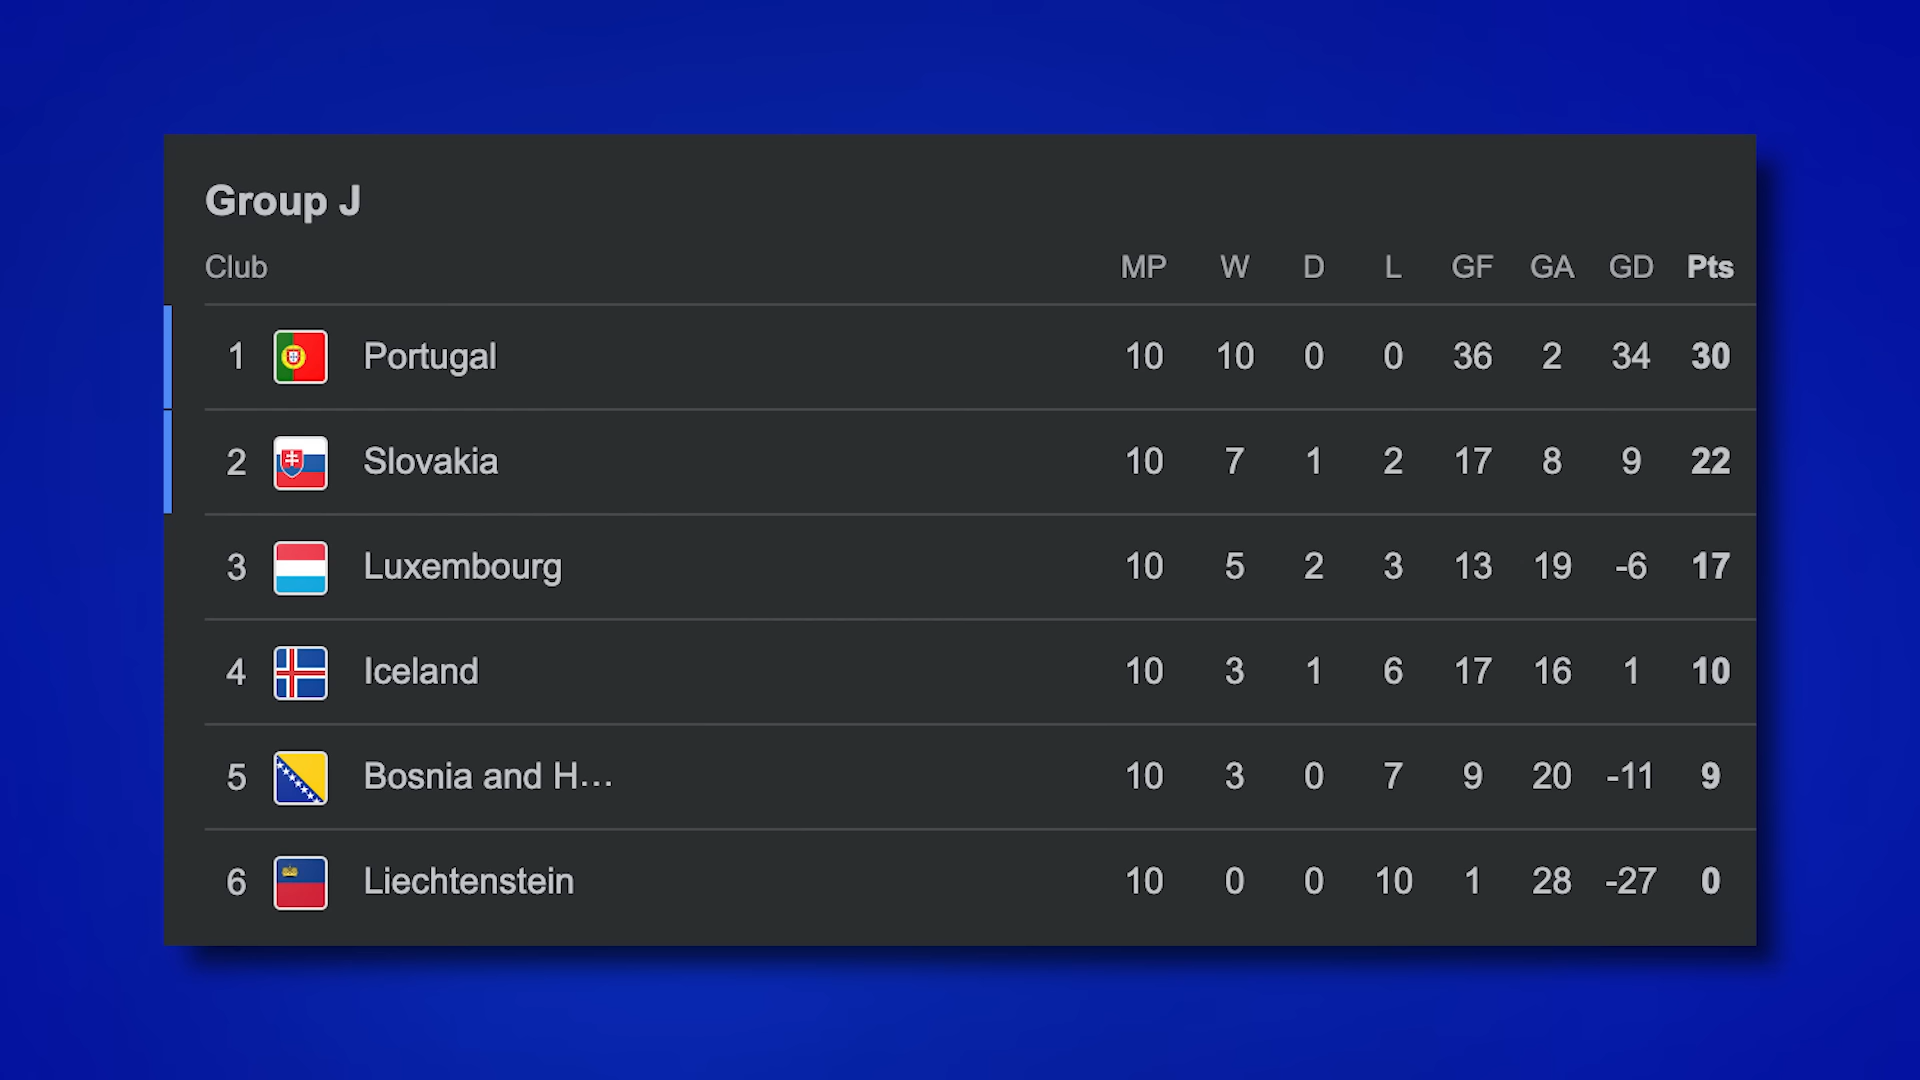 Group J
Club MP W D L GF GA GD Pts
1 Portugal 10 10 0 0 36 2 34 30
2 Slovakia 10 7 1 2 17 8 9 22
3 Luxembourg 10 5 2 3 13 19 -6 17
4 Iceland 10 3 1 6 17 16 1 10
5 Bosnia and H... 10 3 0 7 9 20 -11 9
6 Liechtenstein 10 0 0 10 1 28 -27 0